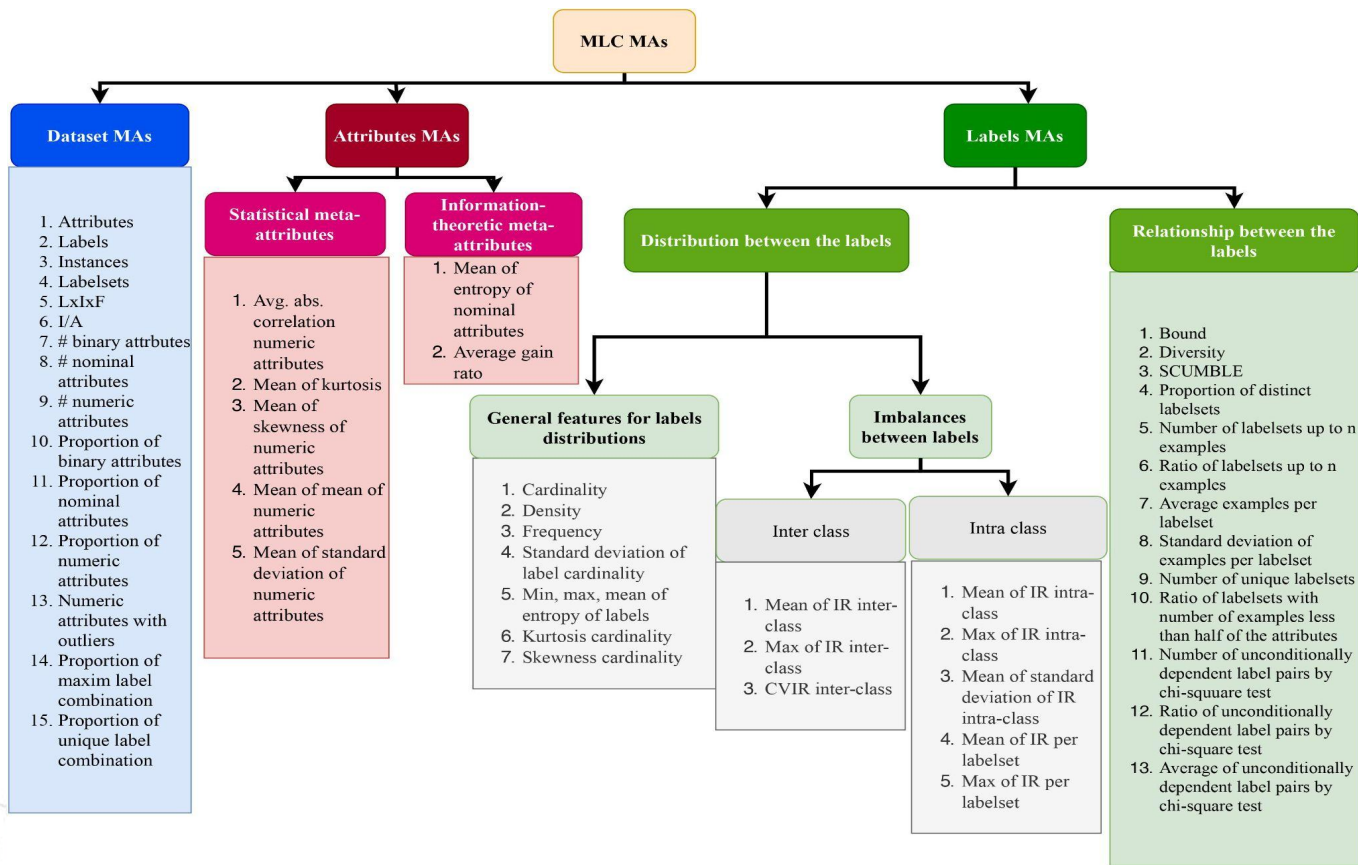 MLC MAs
Dataset MAs
Attributes MAs
Labels MAs
1. Attributes
2. Labels
3. Instances
4. Labelsets
5. LxIxF
6. I/A
7. # binary attrbutes
8. # nominal
attributes
9. # numeric
attributes
10. Proportion of
binary attributes
11. Proportion of
nominal
attributes
12. Proportion of
numeric
attributes
13. Numeric
attributes with
outliers
14. Proportion of
maxim label
combination
15. Proportion of
unique label
combination
Statistical meta-
attributes
1. Avg. abs.
correlation
numeric
attributes
2. Mean of kurtosis
3. Mean of
skewness of
numeric
attributes
4. Mean of mean of
numeric
attributes
5. Mean of standard
deviation of
numeric
attributes
Information-
theoretic meta-
attributes
1. Mean of
entropy of
nominal
attributes
2. Average gain
rato
Distribution between the labels
General features for labels
distributions
1. Cardinality
2. Density
3. Frequency
4. Standard deviation of
label cardinality
5. Min, max, mean of
entropy of labels
6. Kurtosis cardinality
7. Skewness cardinality
Imbalances
between labels
Inter class
1. Mean of IR inter-
class
2. Max of IR inter-
class
3. CVIR inter-class
Intra class
1. Mean of IR intra-
class
2. Max of IR intra-
class
3. Mean of standard
deviation of IR
intra-class
4. Mean of IR per
labelset
5. Max of IR per
labelset
Relationship between the
labels
1. Bound
2. Diversity
3. SCUMBLE
4. Proportion of distinct
labelsets
5. Number of labelsets up to n
examples
6. Ratio of labelsets up to n
examples
7. Average examples per
labelset
8. Standard deviation of
examples per labelset
9. Number of unique labelsets
10. Ratio of labelsets with
number of examples less
than half of the attributes
11. Number of unconditionally
dependent label pairs by
chi-squuare test
12. Ratio of unconditionally
dependent label pairs by
chi-square test
13. Average of unconditionally
dependent label pairs by
chi-square test